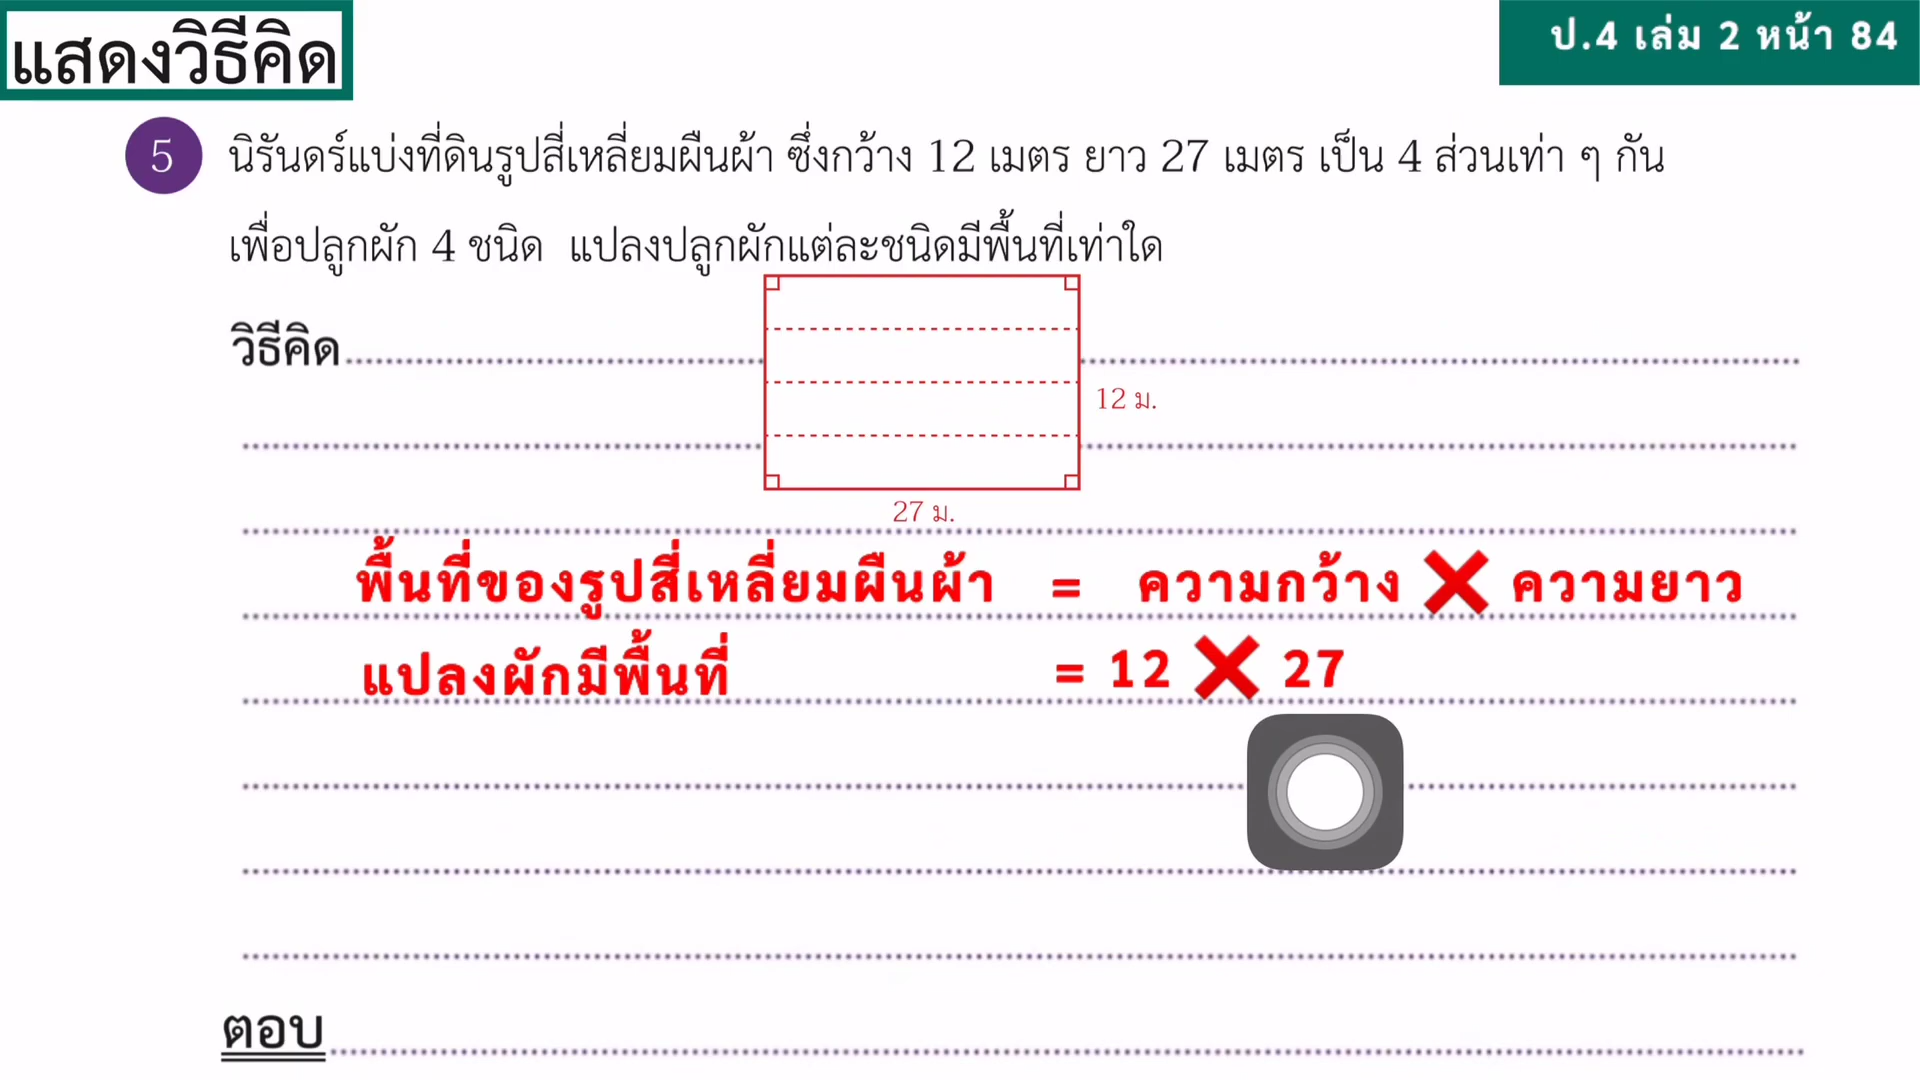 แสดงวิธีคิด
ป.4 เล่ม 2 หน้า 84
5 นิรันดร์แบ่งที่ดินรูปสี่เหลี่ยมผืนผ้า ซึ่งกว้าง 12 เมตร ยาว 27 เมตร เป็น 4 ส่วนเท่า ๆ กัน
เพื่อปลูกผัก 4 ชนิด แปลงปลูกผักแต่ละชนิดมีพื้นที่เท่าใด
วิธีคิด
12 ม.
27 ม.
พื้นที่ของรูปสี่เหลี่ยมผืนผ้า = ความกว้าง ❌ ความยาว
แปลงผักมีพื้นที่ = 12 ❌ 27
ตอบ